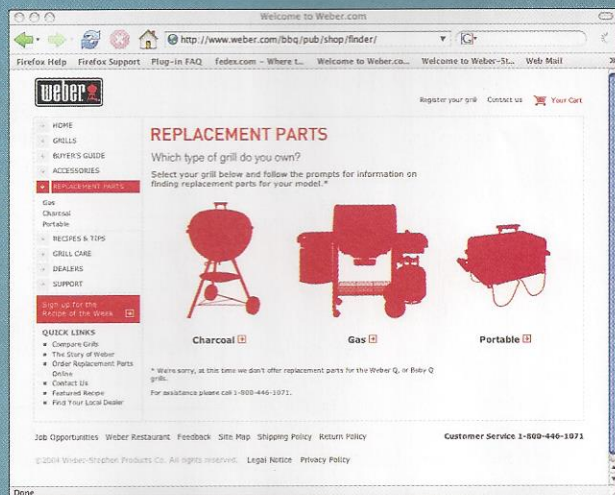 Welcome to Weber.com
http://www.weber.com/bbq/pub/shop/finder/
G
Firefox Help Firefox Support Plug-in FAQ fedex.com – Where t... Welcome to Weber.co... Welcome to Weber-St... Web Mail
weber
Register your grill Contact us Your Cart
HOME
GRILLS
BUYER'S GUIDE
ACCESSORIES
REPLACEMENT PARTS
Gas
Charcoal
Portable
RECIPES & TIPS
GRILL CARE
DEALERS
SUPPORT
Sign up for the
Recipe of the Week
QUICK LINKS
Compare Grills
The Story of Weber
Order Replacement Parts
Online
Contact Us
Featured Recipe
Find Your Local Dealer
REPLACEMENT PARTS
Which type of grill do you own?
Select your grill below and follow the prompts for information on
finding replacement parts for your model.*
Charcoal
Gas
Portable
* We're sorry, at this time we don't offer replacement parts for the Weber Q, or Baby Q
grills.
For assistance please call 1-800-446-1071.
Job Opportunities Weber Restaurant Feedback Site Map Shipping Policy Return Policy
Customer Service 1-800-446-1071
©2004 Weber-Stephen Products Co. All rights reserved. Legal Notice Privacy Policy
Done